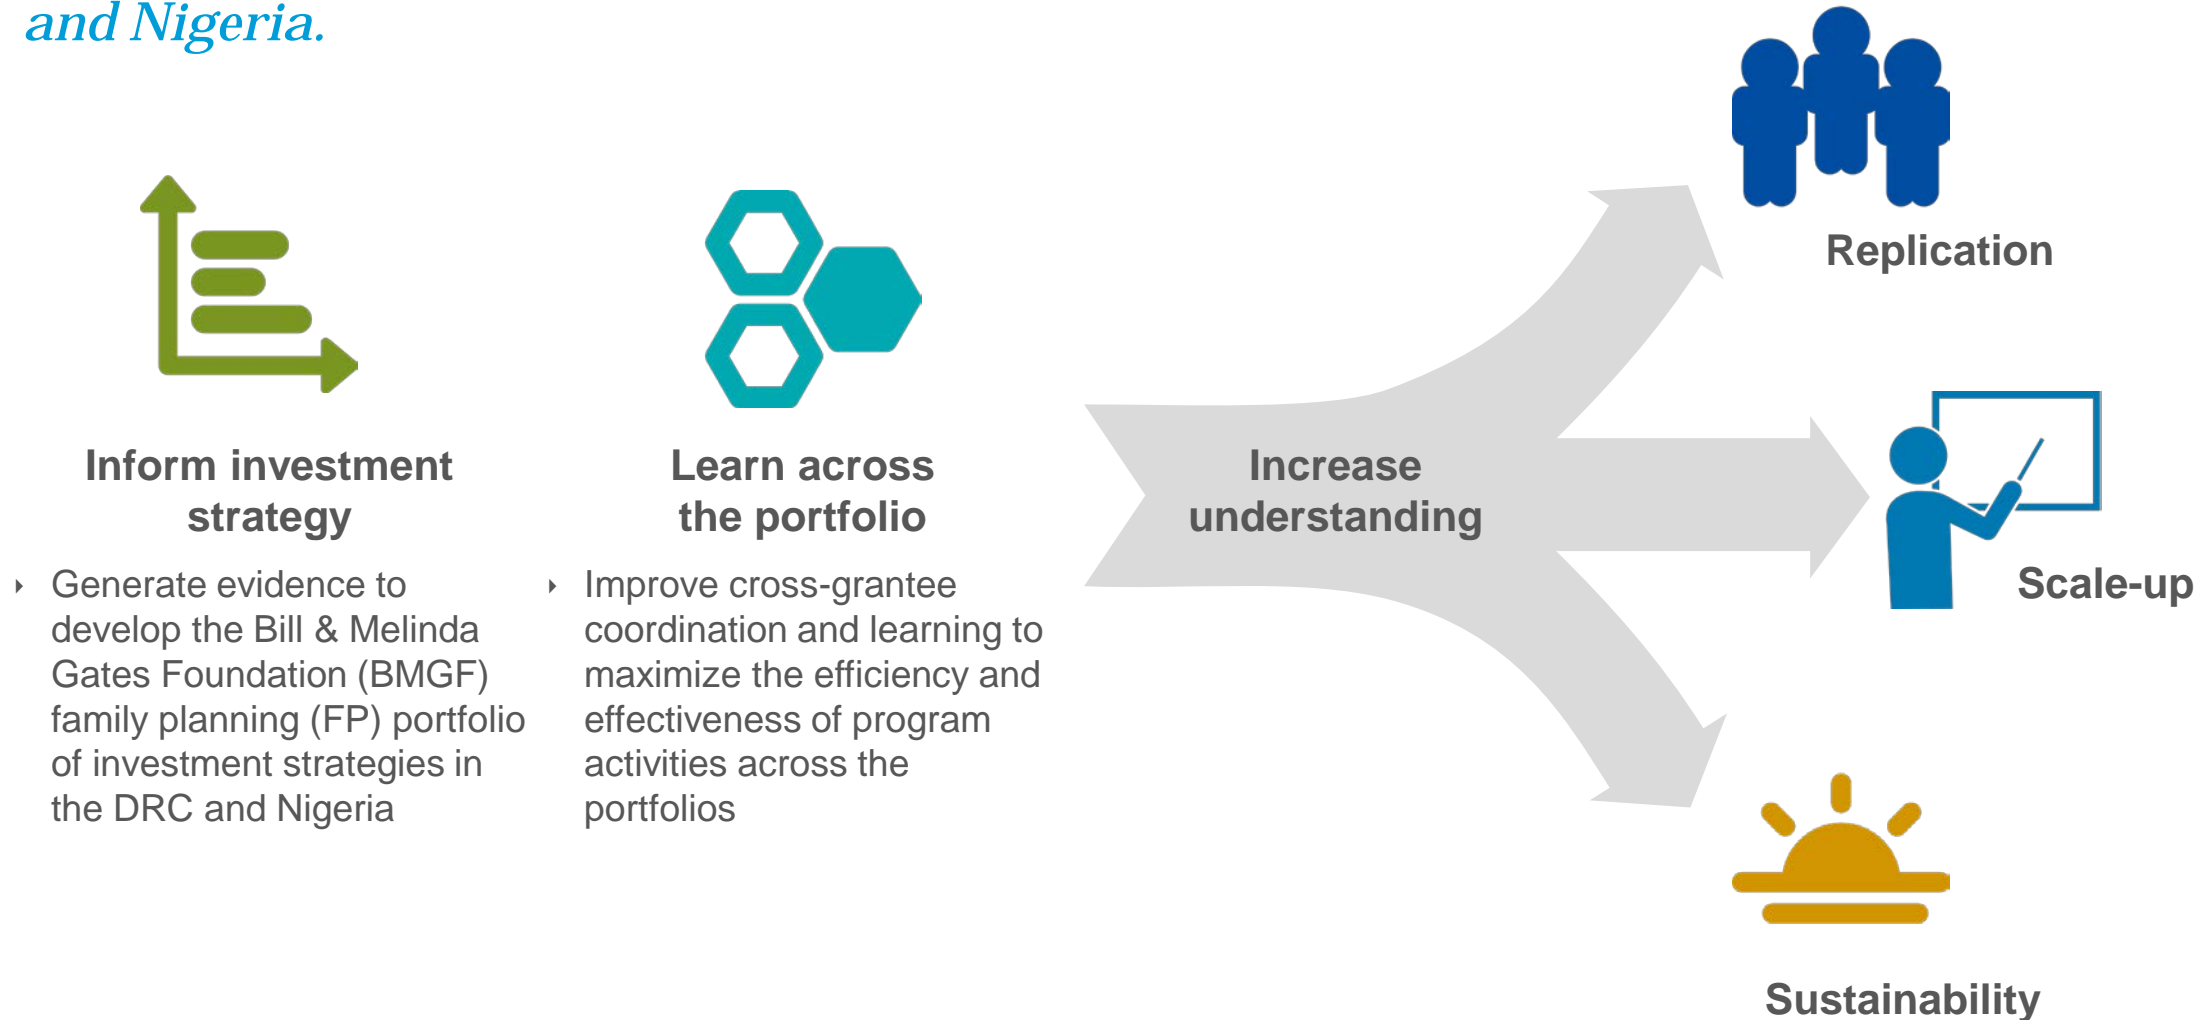 and Nigeria.
Inform investment
strategy
‣ Generate evidence to
develop the Bill & Melinda
Gates Foundation (BMGF)
family planning (FP) portfolio
of investment strategies in
the DRC and Nigeria
Learn across
the portfolio
‣ Improve cross-grantee
coordination and learning to
maximize the efficiency and
effectiveness of program
activities across the
portfolios
Increase
understanding
Replication
Scale-up
Sustainability